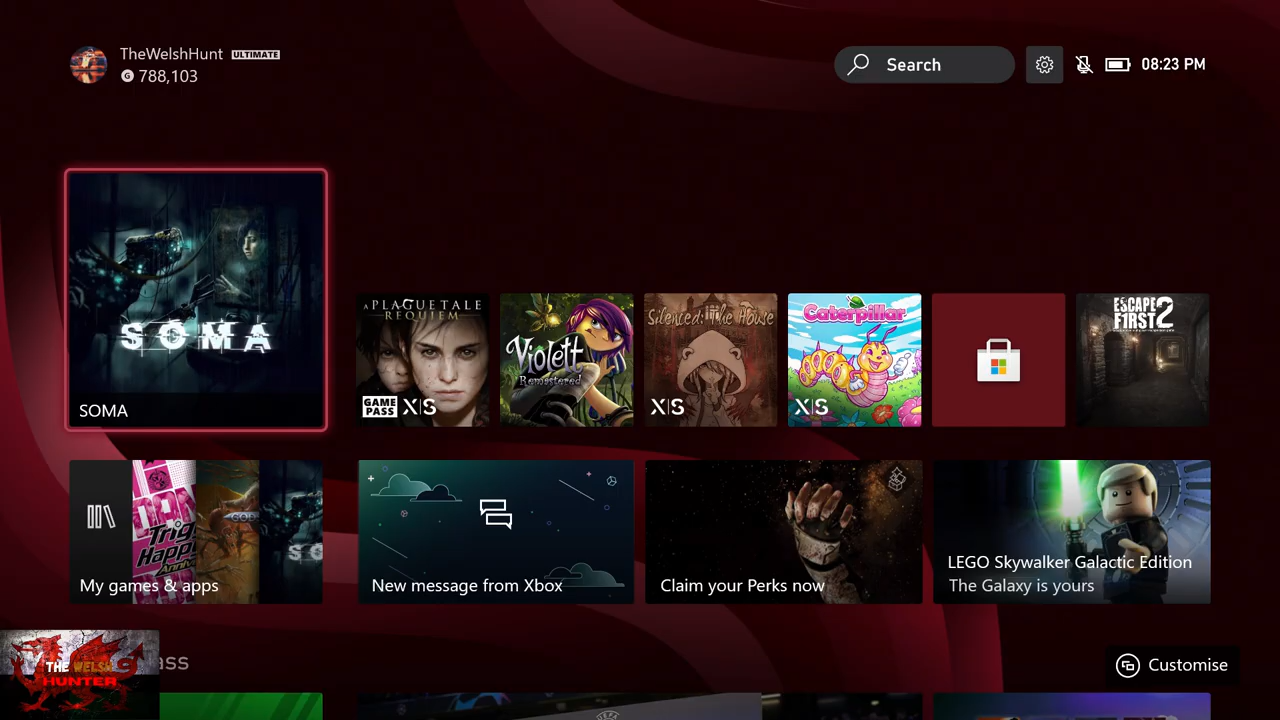 TheWelshHunt ULTIMATE
G 788,103
Search
08:23 PM
SOMA
SOMA
A PLAGUE TALE
REQUIEM
GAME
PASS X|S
Violett
Remastered
Silenced: The House
X|S
Caterpillar
X|S
ESCAPE
FIRST 2
My games & apps
New message from Xbox
Claim your Perks now
LEGO Skywalker Galactic Edition
The Galaxy is yours
THE WELSH
HUNTER
Customise